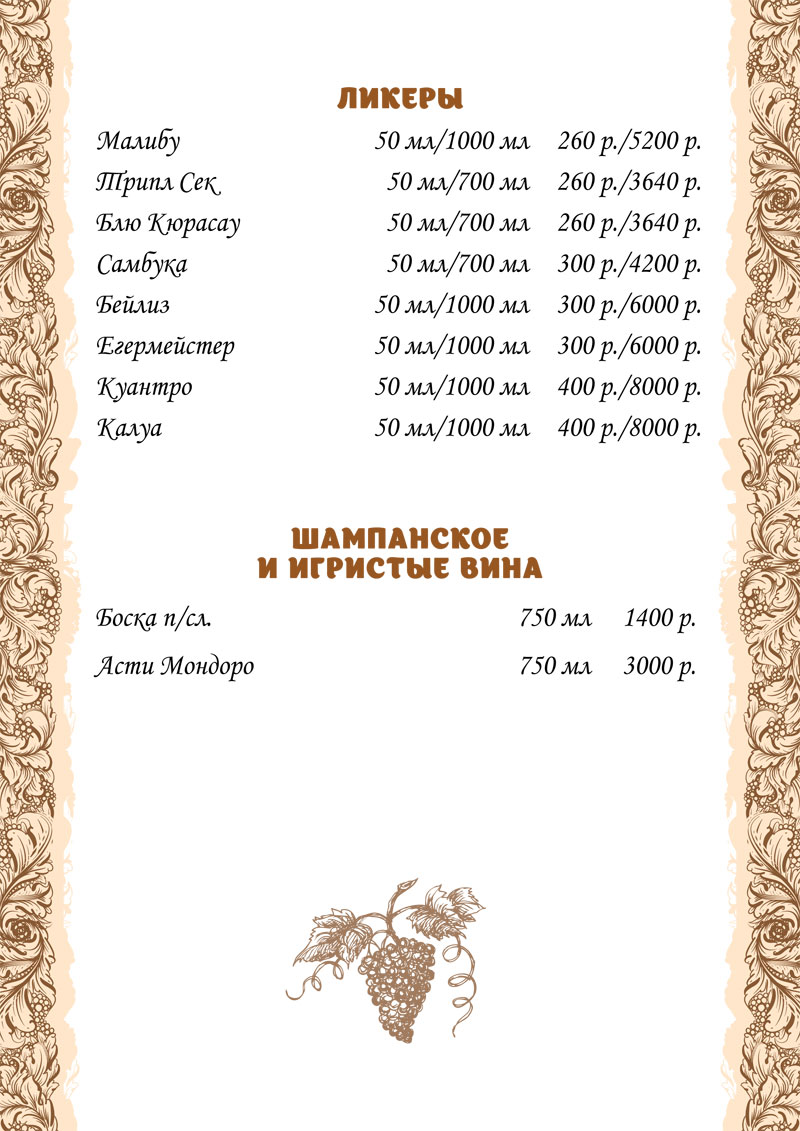 ЛИКЕРЫ
Малибу 50 мл/1000 мл 260 р./5200 р.
Трипл Сек 50 мл/700 мл 260 р./3640 р.
Блю Кюрасау 50 мл/700 мл 260 р./3640 р.
Самбука 50 мл/700 мл 300 р./4200 р.
Бейлиз 50 мл/1000 мл 300 р./6000 р.
Егермейстер 50 мл/1000 мл 300 р./6000 р.
Куантро 50 мл/1000 мл 400 р./8000 р.
Калуа 50 мл/1000 мл 400 р./8000 р.
ШАМПАНСКОЕ
И ИГРИСТЫЕ ВИНА
Боска п/сл. 750 мл 1400 р.
Асти Мондоро 750 мл 3000 р.